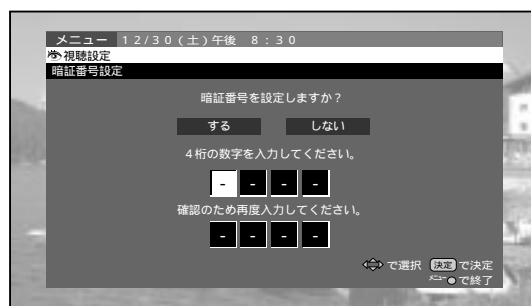 メニュー 12/30(土)午後 8:30
視聴設定
暗証番号設定
暗証番号を設定しますか?
する しない
4桁の数字を入力してください。
- - - -
確認のため再度入力してください。
- - - -
で選択 決定 で決定
メニュー で終了